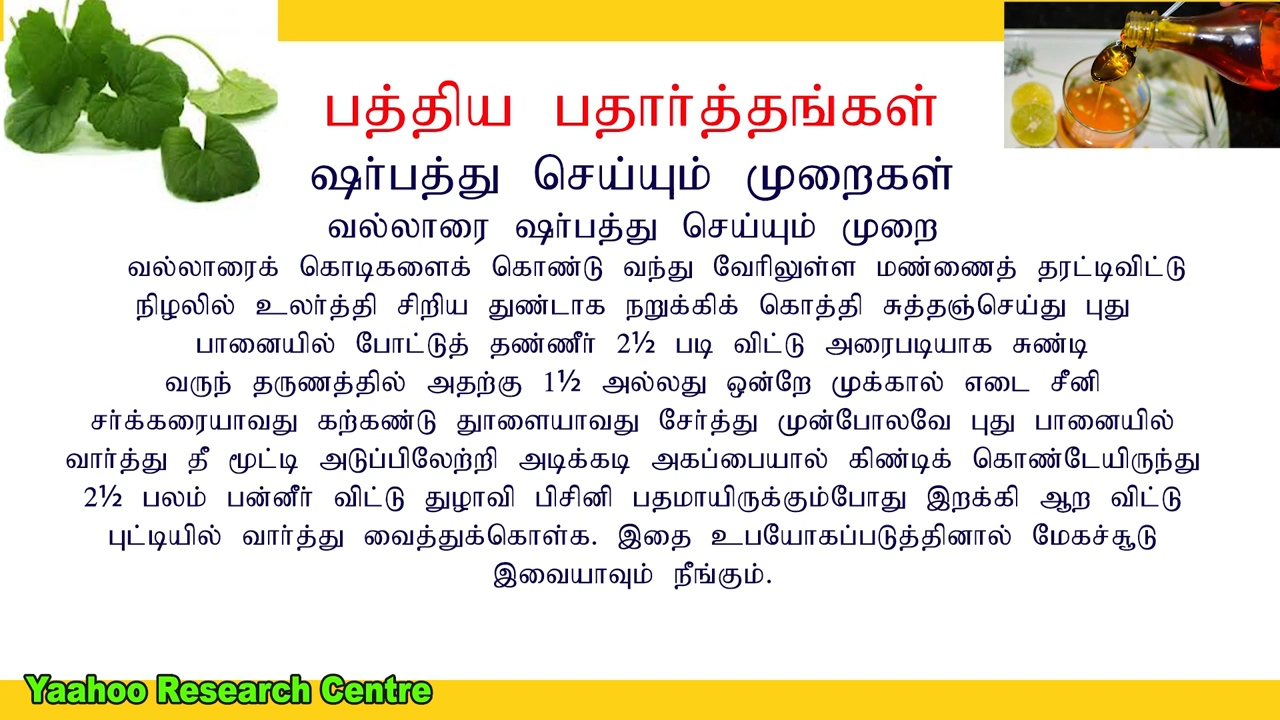 பத்திய பதார்த்தங்கள்
ஷர்பத்து செய்யும் முறைகள்
வல்லாரை ஷர்பத்து செய்யும் முறை
வல்லாரைக் கொடிகளைக் கொண்டு வந்து வேரிலுள்ள மண்ணைத் தரட்டிவிட்டு
நிழலில் உலர்த்தி சிறிய துண்டாக நறுக்கிக் கொத்தி சுத்தஞ்செய்து புது
பானையில் போட்டுத் தண்ணீர் 2½ படி விட்டு அரைபடியாக சுண்டி
வருந் தருணத்தில் அதற்கு 1½ அல்லது ஒன்றே முக்கால் எடை சீனி
சர்க்கரையாவது கற்கண்டு தூளையாவது சேர்த்து முன்போலவே புது பானையில்
வார்த்து தீ மூட்டி அடுப்பிலேற்றி அடிக்கடி அகப்பையால் கிண்டிக் கொண்டேயிருந்து
2½ பலம் பன்னீர் விட்டு துழாவி பிசினி பதமாயிருக்கும்போது இறக்கி ஆற விட்டு
புட்டியில் வார்த்து வைத்துக்கொள்க. இதை உபயோகப்படுத்தினால் மேகச்சூடு
இவையாவும் நீங்கும்.
Yaahoo Research Centre